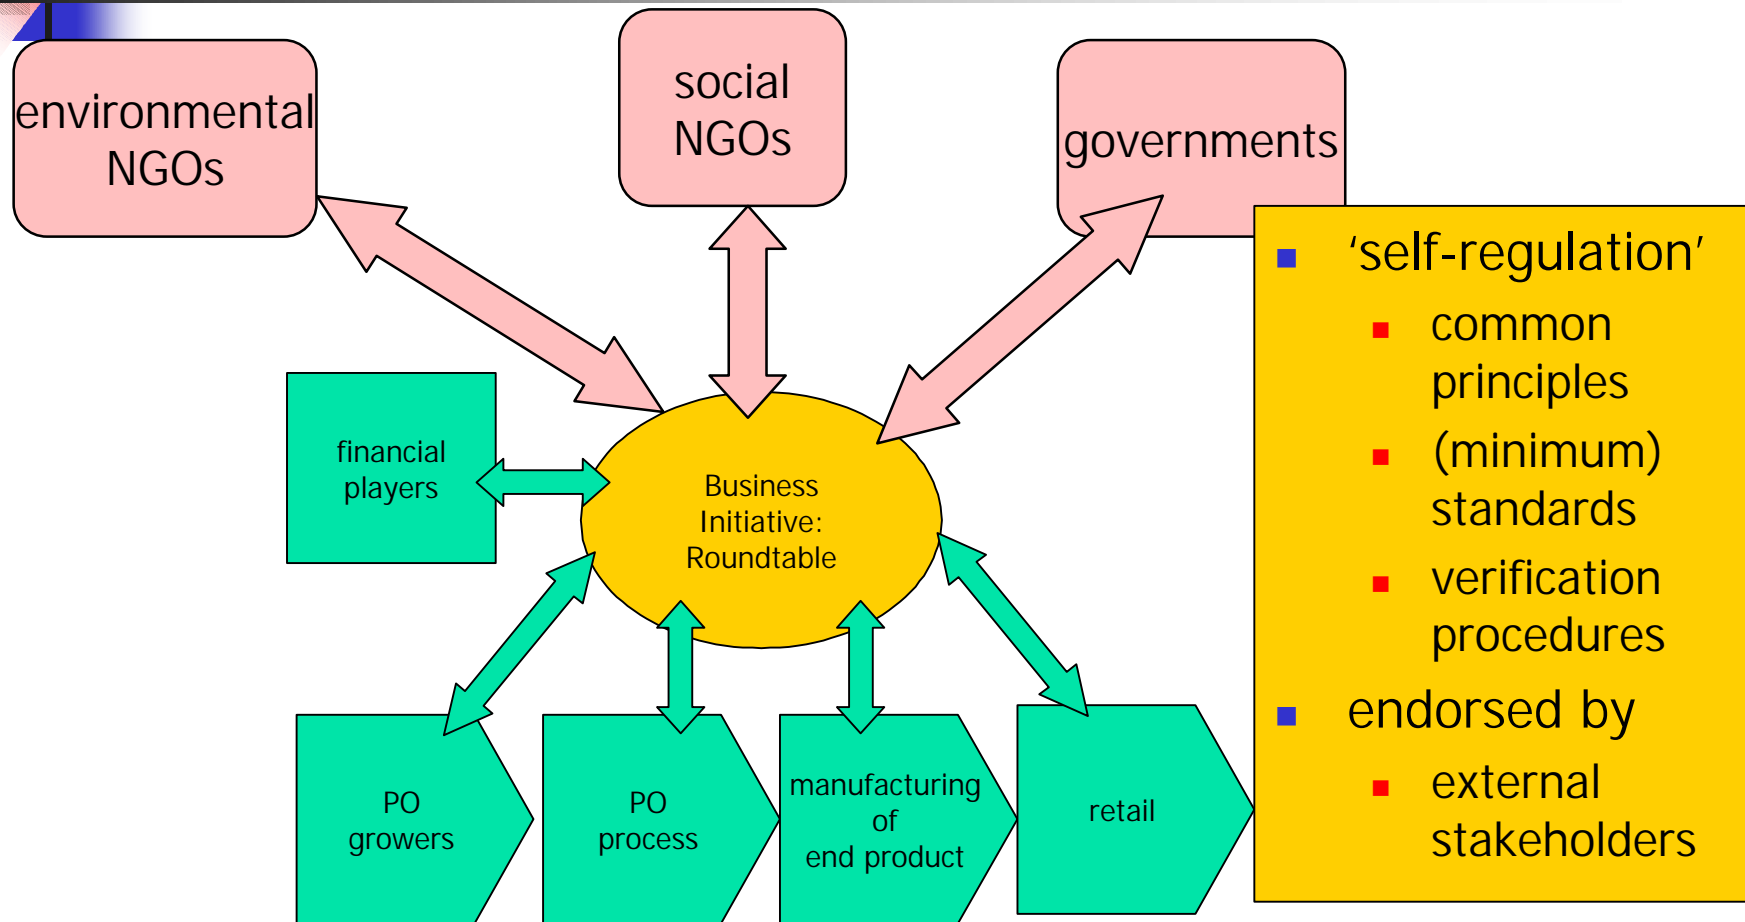 environmental
NGOs
social
NGOs
governments
financial
players
Business
Initiative:
Roundtable
PO
growers
PO
process
manufacturing
of
end product
retail
‘self-regulation’
common
principles
(minimum)
standards
verification
procedures
endorsed by
external
stakeholders